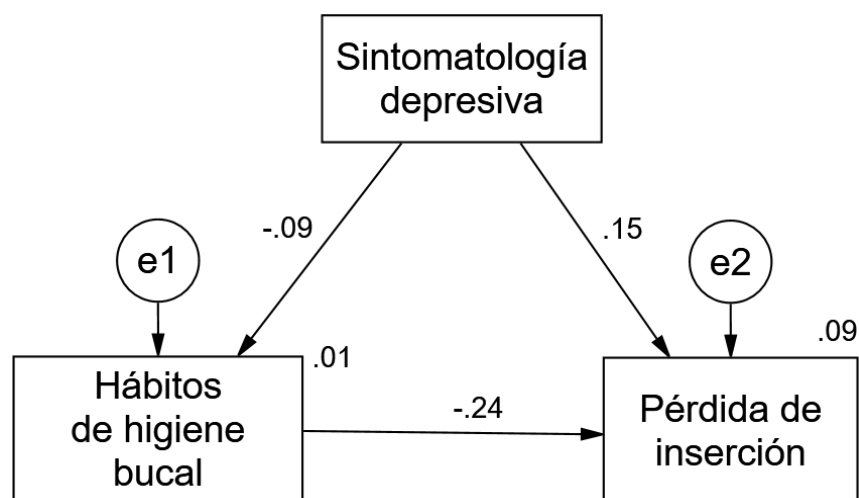 Sintomatología
depresiva
-.09
.15
e1
e2
.01
.09
Hábitos
de higiene
bucal
-.24
Pérdida de
inserción